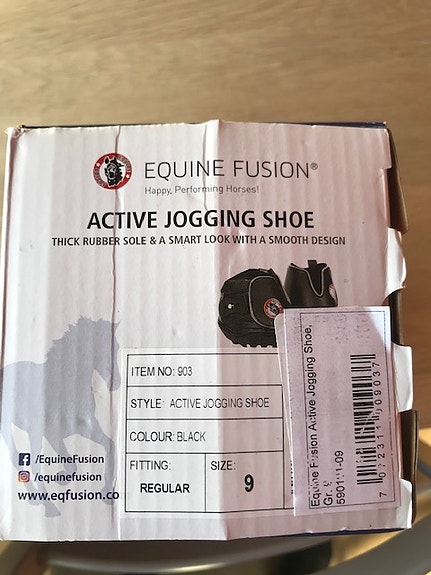 EQUINE FUSION®
Happy, Performing Horses!
ACTIVE JOGGING SHOE
THICK RUBBER SOLE & A SMART LOOK WITH A SMOOTH DESIGN
ITEM NO: 903
STYLE: ACTIVE JOGGING SHOE
COLOUR: BLACK
FITTING: SIZE:
REGULAR 9
/EquineFusion
/equinefusion
www.eqfusion.co
Equine Fusion Active Jogging Shoe,
Gr. 9